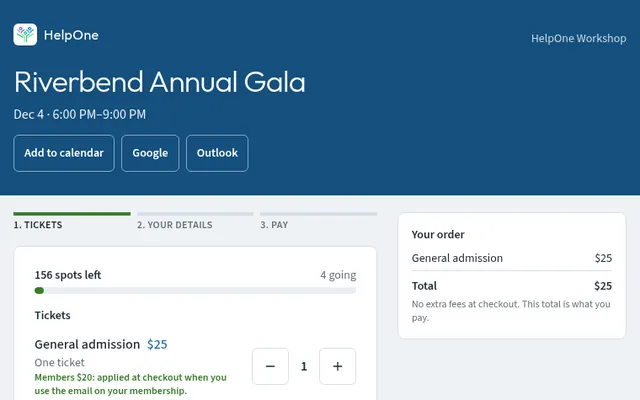 HelpOne
HelpOne Workshop
Riverbend Annual Gala
Dec 4 · 6:00 PM–9:00 PM
Add to calendar
Google
Outlook
1. TICKETS
2. YOUR DETAILS
3. PAY
156 spots left
4 going
Tickets
General admission $25
One ticket
Members $20: applied at checkout when you
use the email on your membership.
− 1 +
Your order
General admission $25
Total $25
No extra fees at checkout. This total is what you
pay.